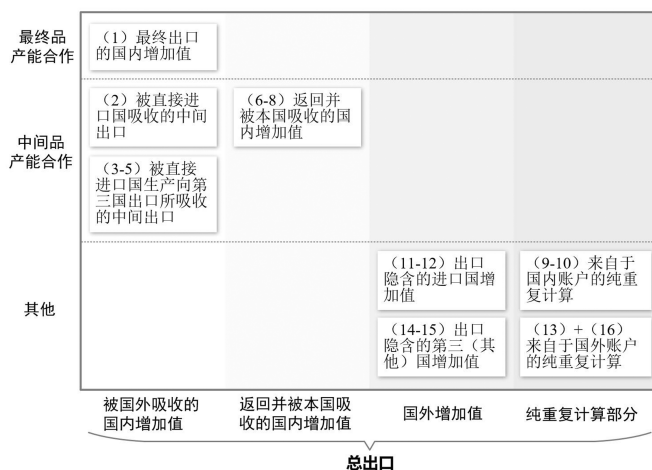 最终品
产能合作
（1）最终出口
的国内增加值
中间品
产能合作
（2）被直接进
口国吸收的中间
出口
（6-8）返回并
被本国吸收的国
内增加值
（3-5）被直接
进口国生产向第
三国出口所吸收
的中间出口
其他
（11-12）出口
隐含的进口国增
加值
（9-10）来自于
国内账户的纯重
复计算
（14-15）出口
隐含的第三（其
他）国增加值
（13）+（16）
来自于国外账户
的纯重复计算
被国外吸收的
国内增加值
返回并被本国吸
收的国内增加值
国外增加值
纯重复计算部分
总出口